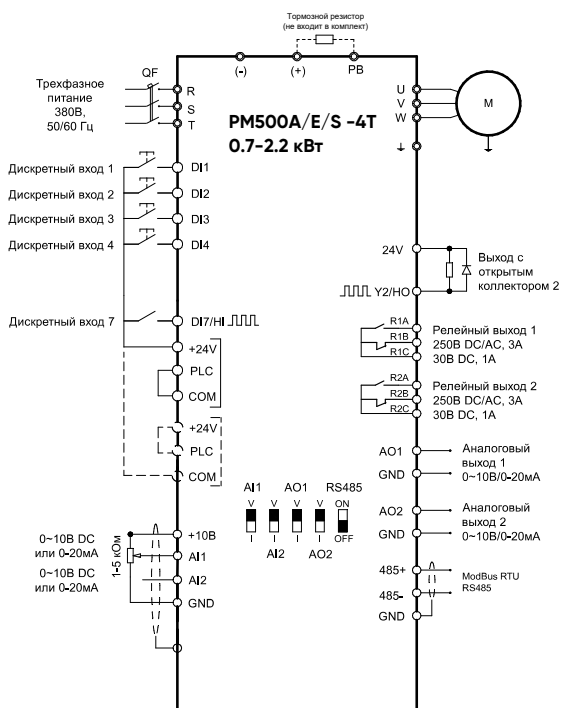 Тормозной резистор
(не входит в комплект)
(-)
(+)
PB
QF
Трехфазное
питание
380В,
50/60 Гц
R
S
T
PM500A/E/S -4T
0.7-2.2 кВт
U
V
W
M
Дискретный вход 1
DI1
Дискретный вход 2
DI2
Дискретный вход 3
DI3
Дискретный вход 4
DI4
24V
Выход с
открытым
коллектором 2
Y2/HO
Дискретный вход 7
DI7/HI
+24V
PLC
COM
R1A
R1B
R1C
Релейный выход 1
250В DC/AC, 3А
30В DC, 1А
R2A
R2B
R2C
Релейный выход 2
250В DC/AC, 3А
30В DC, 1А
+24V
PLC
COM
AO1
GND
Аналоговый
выход 1
0~10В/0-20мА
AI1 AO1 RS485
V V V V ON
I I I I OFF
AI2 AO2
AO2
GND
Аналоговый
выход 2
0~10В/0-20мА
0~10В DC
или 0-20мА
0~10В DC
или 0-20мА
1-5 кОм
+10В
AI1
AI2
GND
485+
485-
GND
ModBus RTU
RS485